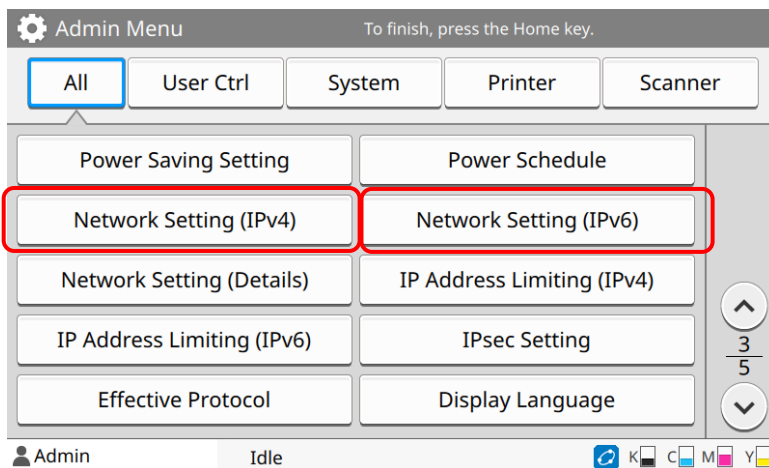 Admin Menu To finish, press the Home key.
All User Ctrl System Printer Scanner
Power Saving Setting Power Schedule
Network Setting (IPv4) Network Setting (IPv6)
Network Setting (Details) IP Address Limiting (IPv4)
IP Address Limiting (IPv6) IPsec Setting
3
5
Effective Protocol Display Language
Admin Idle K C M Y